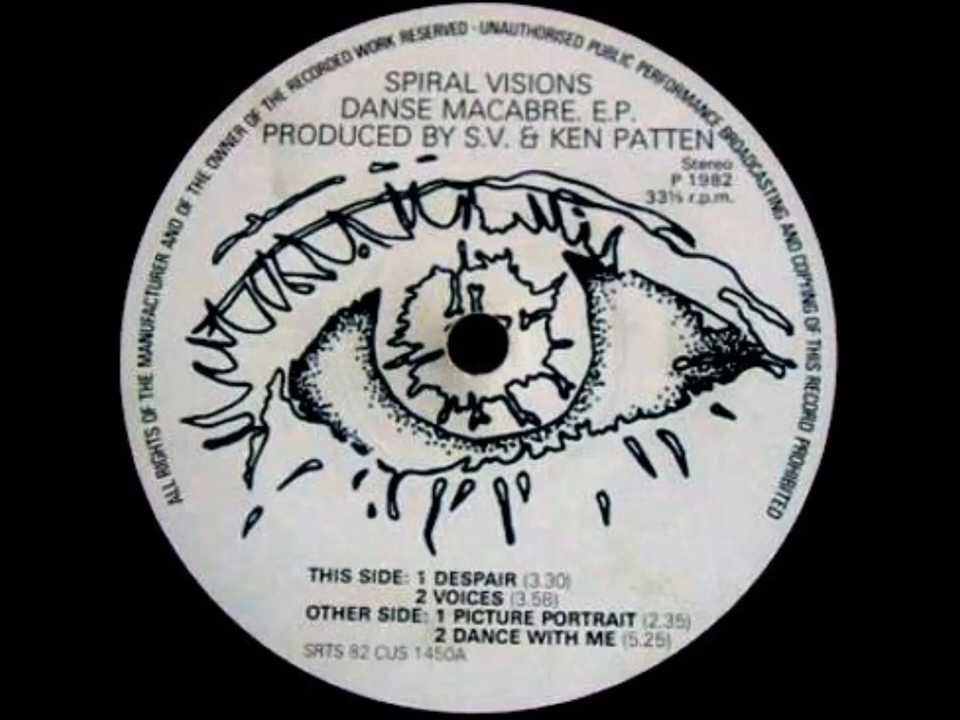 ALL RIGHTS OF THE MANUFACTURER AND OF THE OWNER OF THE RECORDED WORK RESERVED - UNAUTHORISED PUBLIC PERFORMANCE BROADCASTING AND COPYING OF THIS RECORD PROHIBITED
SPIRAL VISIONS
DANSE MACABRE. E.P.
PRODUCED BY S.V. & KEN PATTEN
Stereo
P 1982
33⅓ r.p.m.
THIS SIDE: 1 DESPAIR (3.30)
2 VOICES (3.58)
OTHER SIDE: 1 PICTURE PORTRAIT (2.35)
2 DANCE WITH ME (5.25)
SRTS 82 CUS 1450A